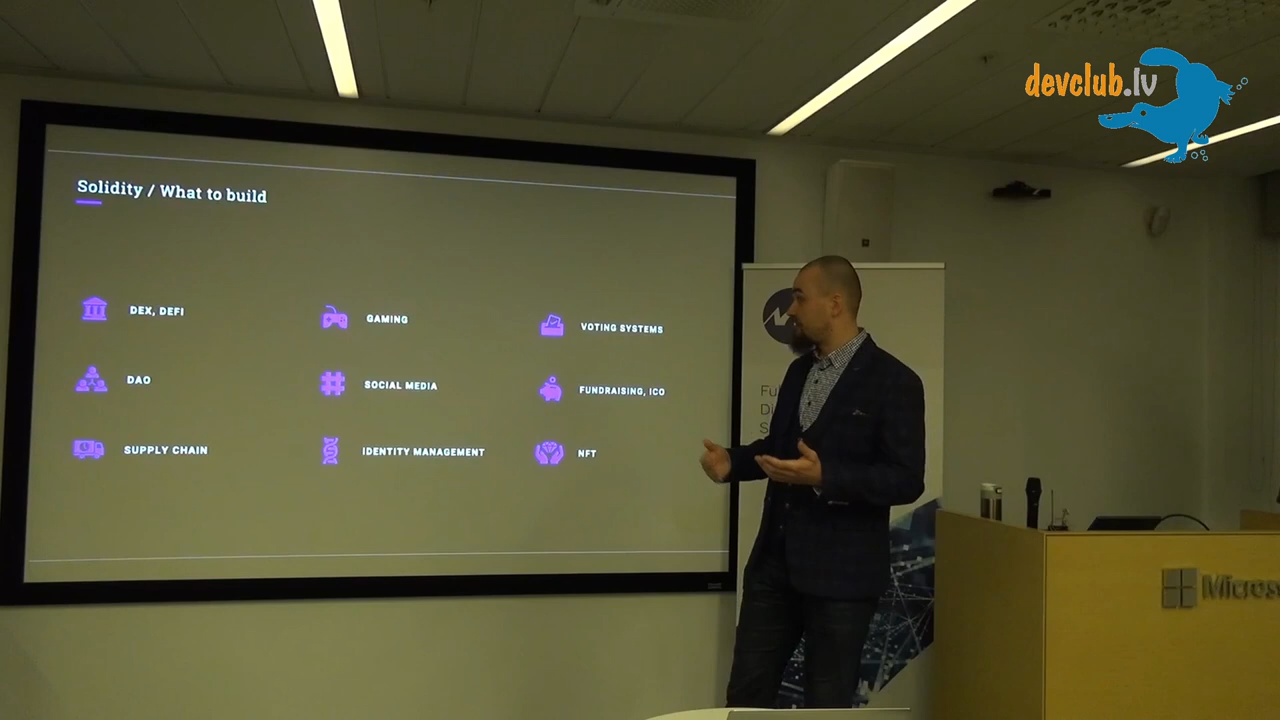 devclub.lv
Solidity / What to build
DEX, DEFI
GAMING
VOTING SYSTEMS
DAO
SOCIAL MEDIA
FUNDRAISING, ICO
SUPPLY CHAIN
IDENTITY MANAGEMENT
NFT
Micros